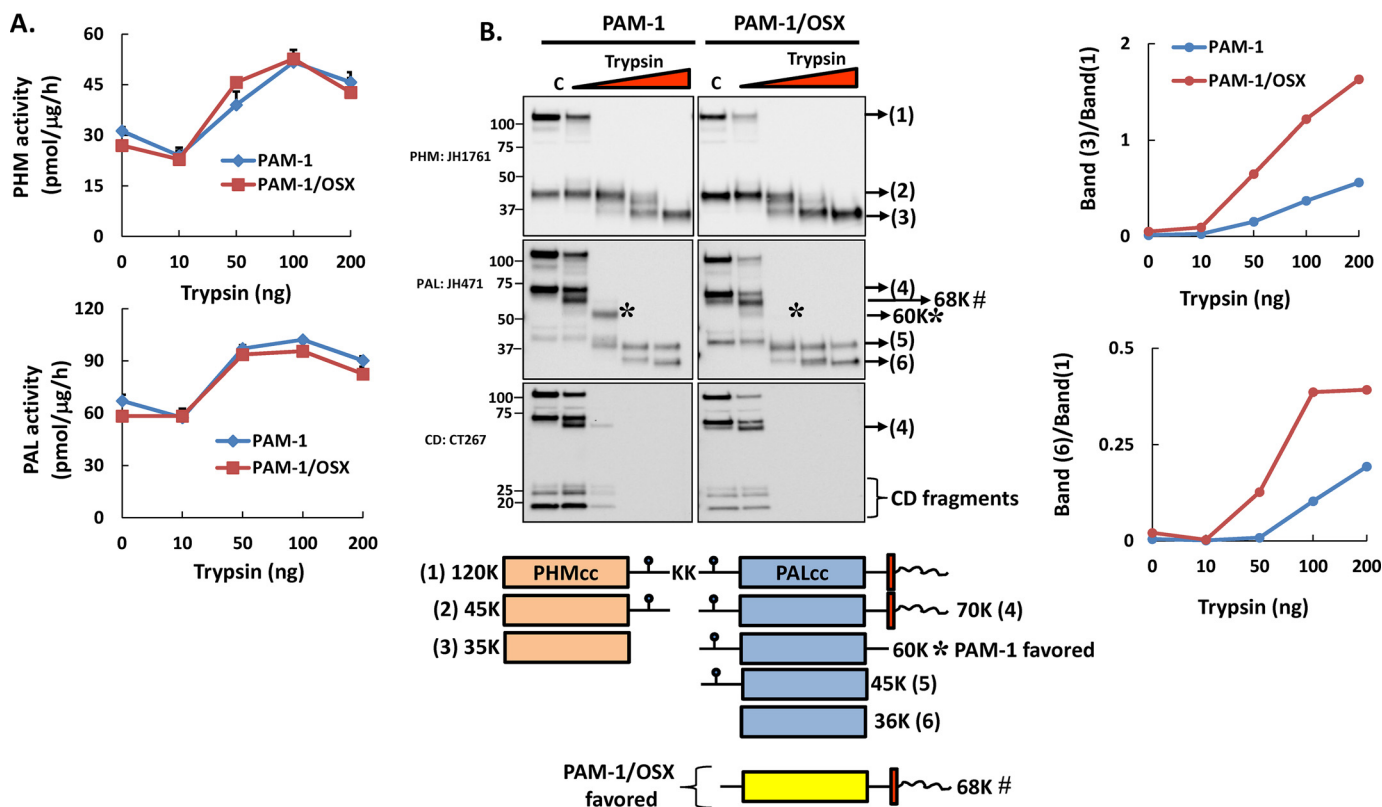 A.
PHM activity
(pmol/µg/h)
60
45
30
15
0
PAM-1
PAM-1/OSX
0 10 50 100 200
Trypsin (ng)
PAL activity
(pmol/µg/h)
120
90
60
30
0
PAM-1
PAM-1/OSX
0 10 50 100 200
Trypsin (ng)
B.
PAM-1 PAM-1/OSX
Trypsin Trypsin
C C
PHM: JH1761
100
75
50
37
(1)
(2)
(3)
PAL: JH471
100
75
50
37
*
*
(4)
68K #
60K*
(5)
(6)
CD: CT267
100
75
25
20
(4)
CD fragments
(1) 120K PHMcc KK PALcc
(2) 45K 70K (4)
(3) 35K 60K * PAM-1 favored
45K (5)
36K (6)
PAM-1/OSX
favored
68K #
Band (3)/Band(1)
2
1
0
PAM-1
PAM-1/OSX
0 10 50 100 200
Trypsin (ng)
Band (6)/Band(1)
0.5
0.25
0
0 10 50 100 200
Trypsin (ng)